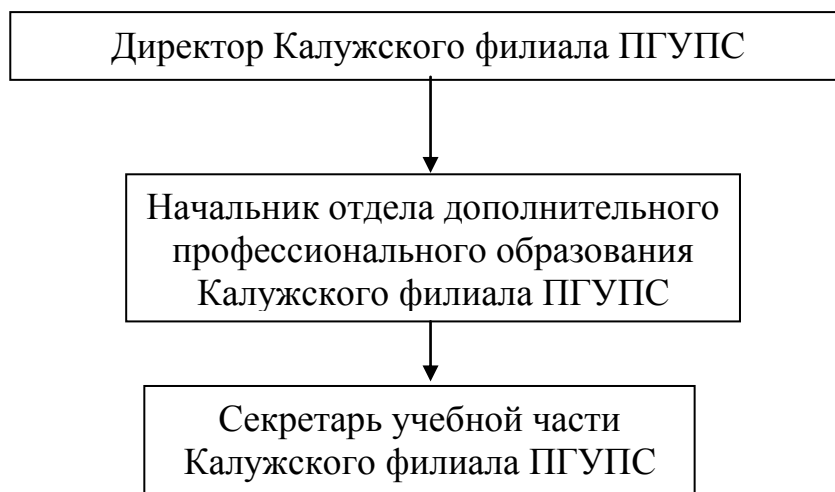 Директор Калужского филиала ПГУПС
Начальник отдела дополнительного
профессионального образования
Калужского филиала ПГУПС
Секретарь учебной части
Калужского филиала ПГУПС